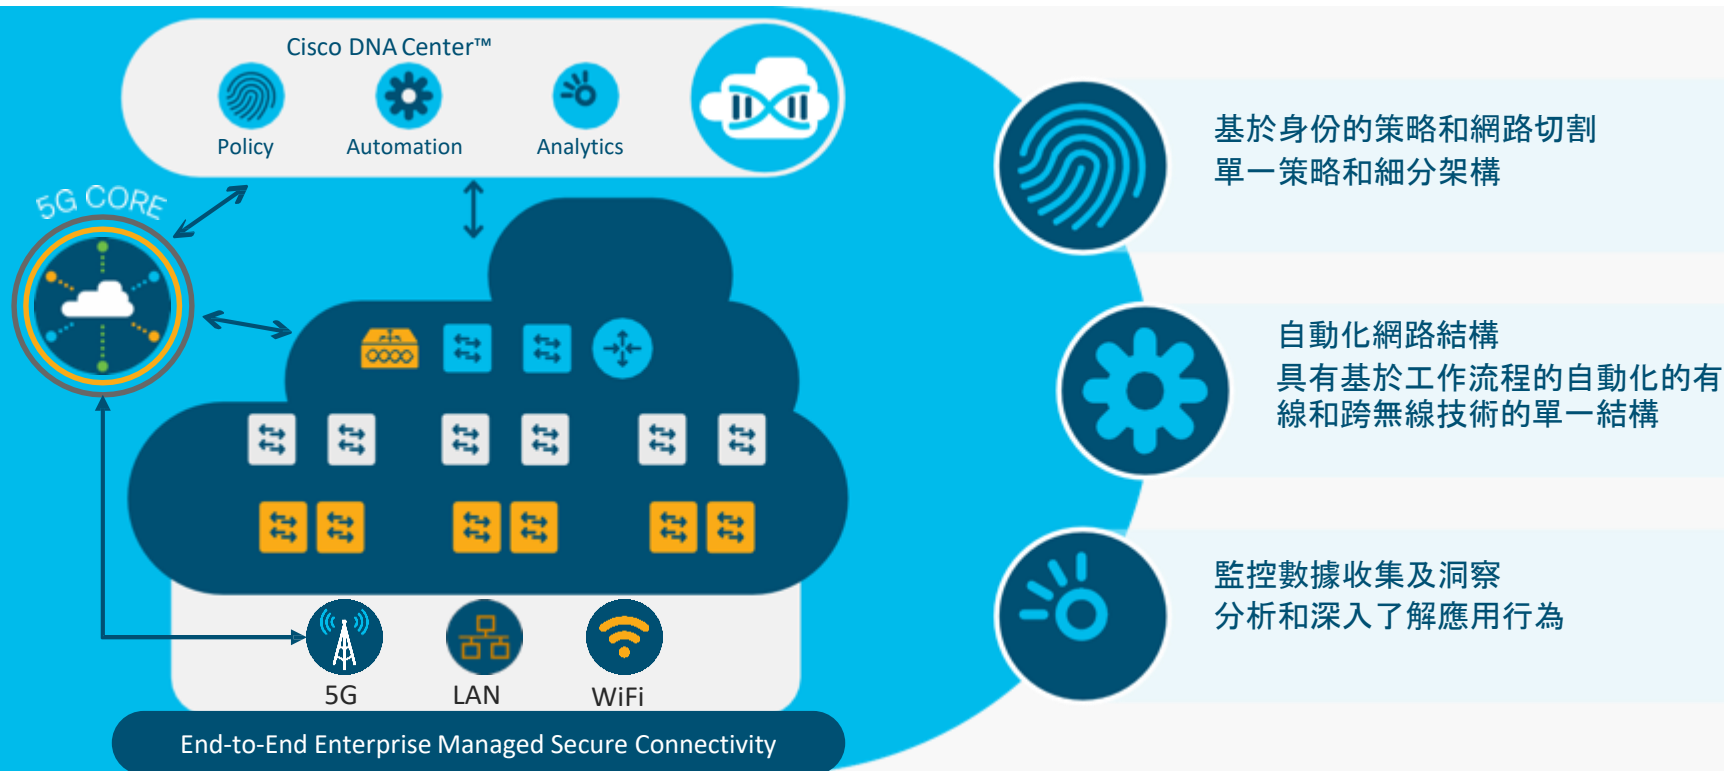 Cisco DNA Center™
Policy
Automation
Analytics
5G CORE
5G
LAN
WiFi
End-to-End Enterprise Managed Secure Connectivity
基於身份的策略和網路切割
單一策略和細分架構
自動化網路結構
具有基於工作流程的自動化的有
線和跨無線技術的單一結構
監控數據收集及洞察
分析和深入了解應用行為